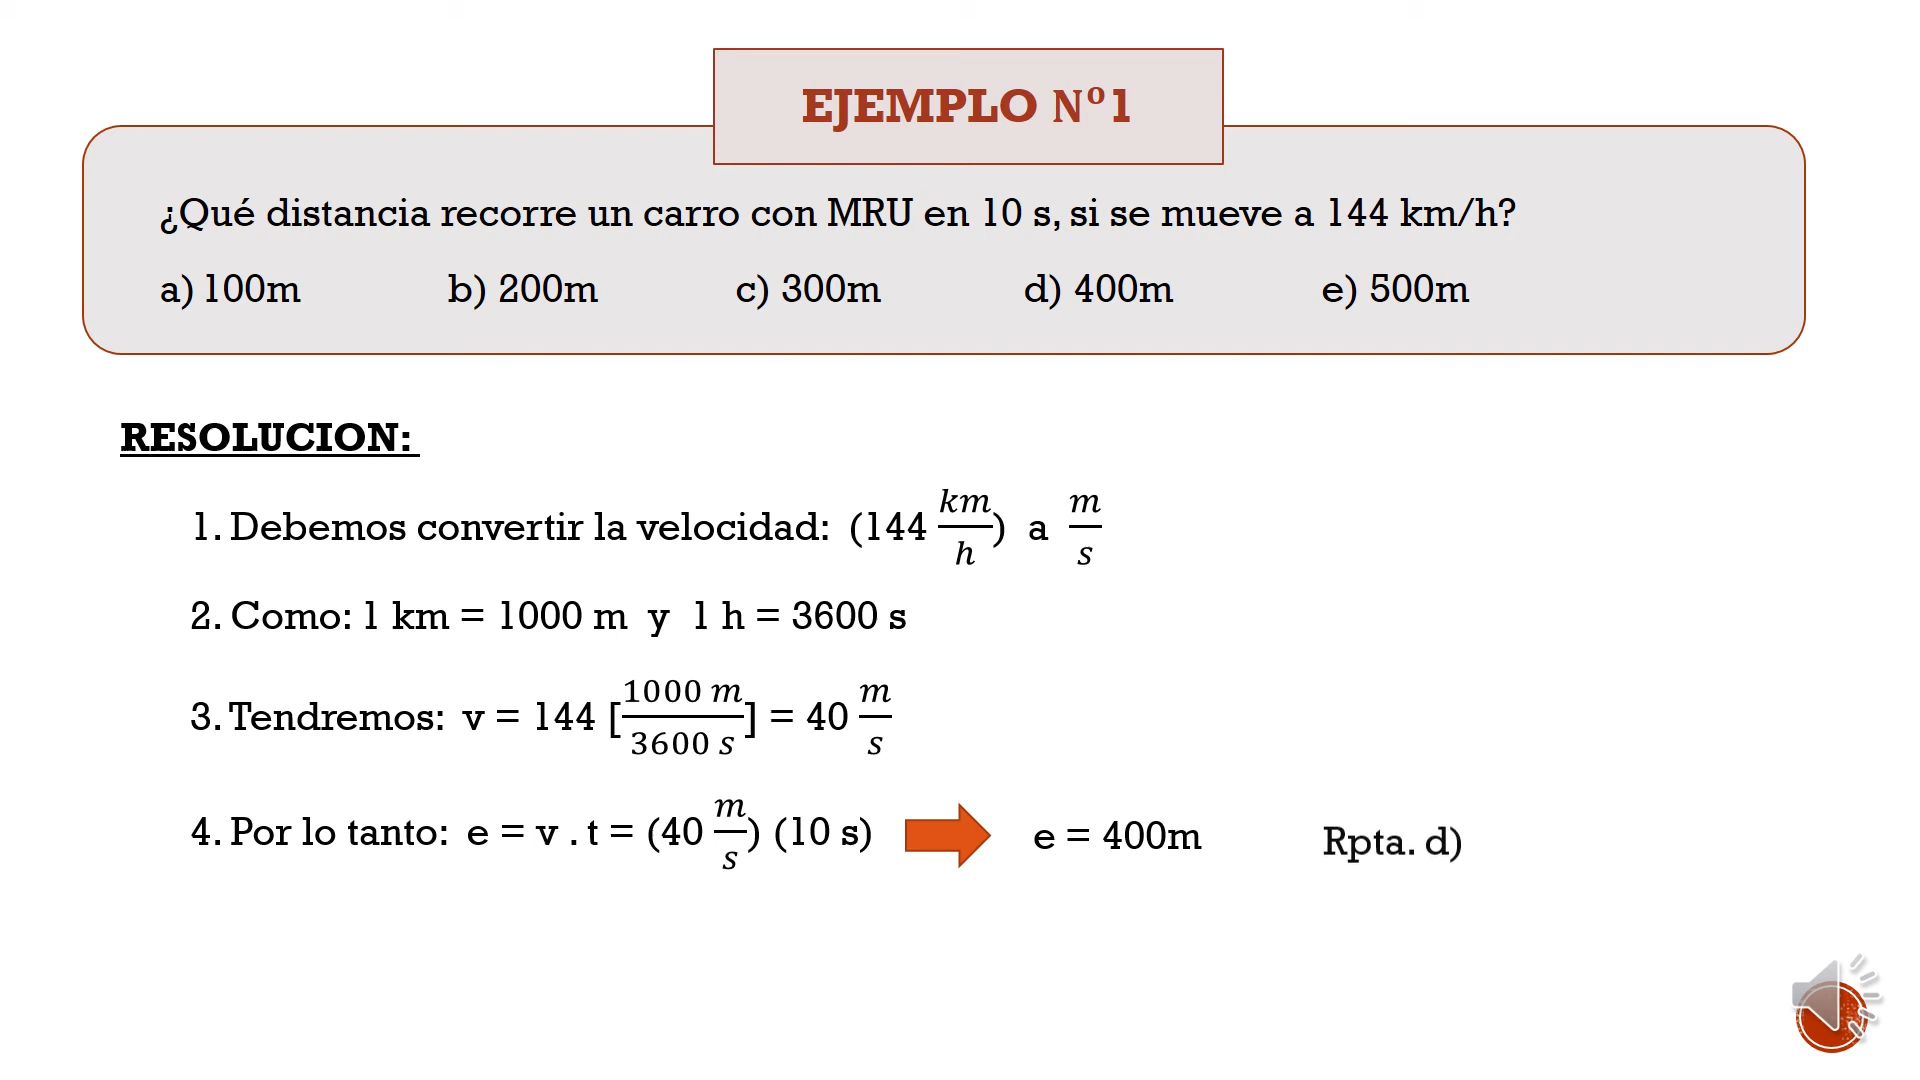 EJEMPLO Nº1
¿Qué distancia recorre un carro con MRU en 10 s, si se mueve a 144 km/h?
a) 100m b) 200m c) 300m d) 400m e) 500m
RESOLUCION:
1. Debemos convertir la velocidad: (144 km/h) a m/s
2. Como: 1 km = 1000 m y 1 h = 3600 s
3. Tendremos: v = 144 [1000 m/3600 s] = 40 m/s
4. Por lo tanto: e = v . t = (40 m/s) (10 s) e = 400m Rpta. d)